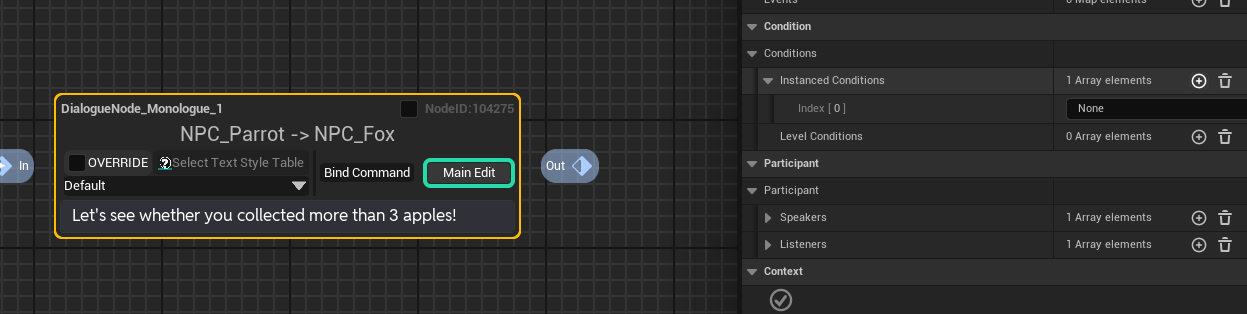 Events
0 Map elements
Condition
Conditions
Instanced Conditions
1 Array elements
Index [ 0 ]
None
Level Conditions
0 Array elements
Participant
Participant
Speakers
1 Array elements
Listeners
1 Array elements
Context
DialogueNode_Monologue_1
NodeID:104275
NPC_Parrot -> NPC_Fox
In
OVERRIDE
Select Text Style Table
Default
Bind Command
Main Edit
Out
Let's see whether you collected more than 3 apples!